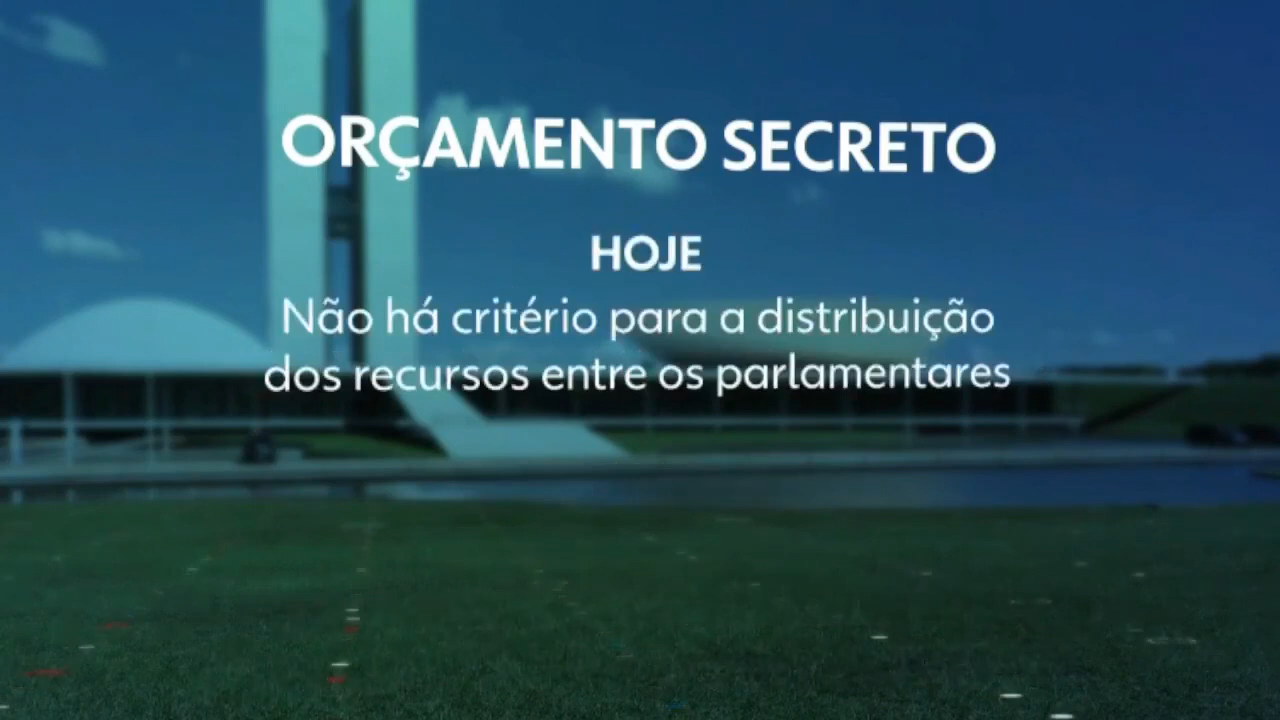 ORÇAMENTO SECRETO
HOJE
Não há critério para a distribuição
dos recursos entre os parlamentares